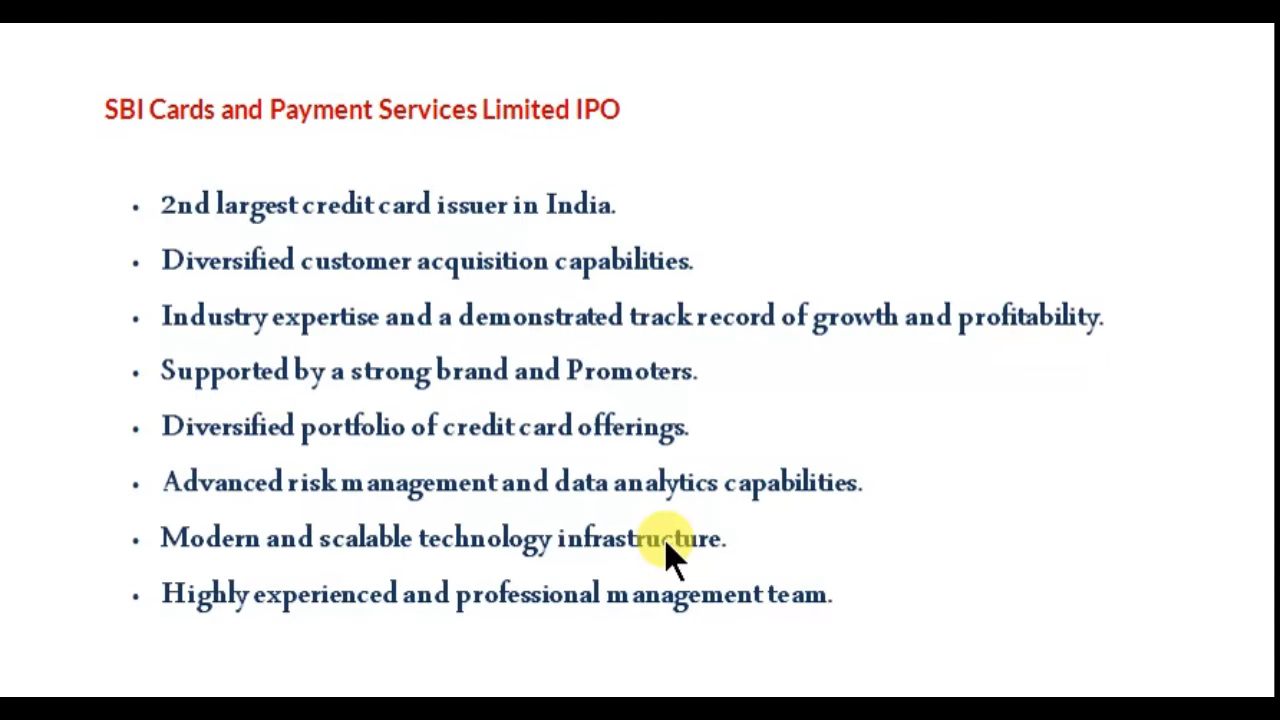 SBI Cards and Payment Services Limited IPO
• 2nd largest credit card issuer in India.
• Diversified customer acquisition capabilities.
• Industry expertise and a demonstrated track record of growth and profitability.
• Supported by a strong brand and Promoters.
• Diversified portfolio of credit card offerings.
• Advanced risk management and data analytics capabilities.
• Modern and scalable technology infrastructure.
• Highly experienced and professional management team.